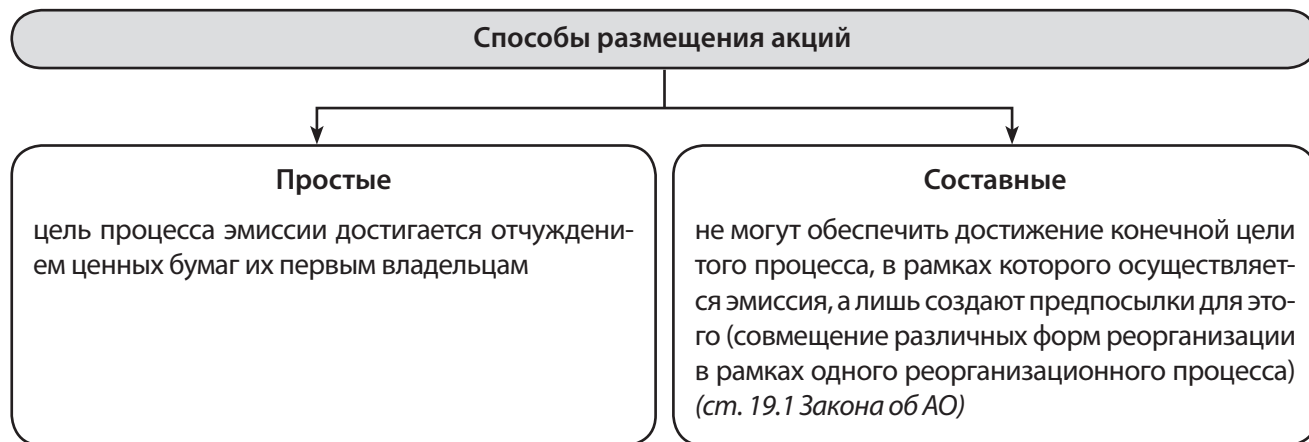 Способы размещения акций
Простые
цель процесса эмиссии достигается отчуждени-
ем ценных бумаг их первым владельцам
Составные
не могут обеспечить достижение конечной цели
того процесса, в рамках которого осуществляет-
ся эмиссия, а лишь создают предпосылки для это-
го (совмещение различных форм реорганизации
в рамках одного реорганизационного процесса)
(ст. 19.1 Закона об АО)